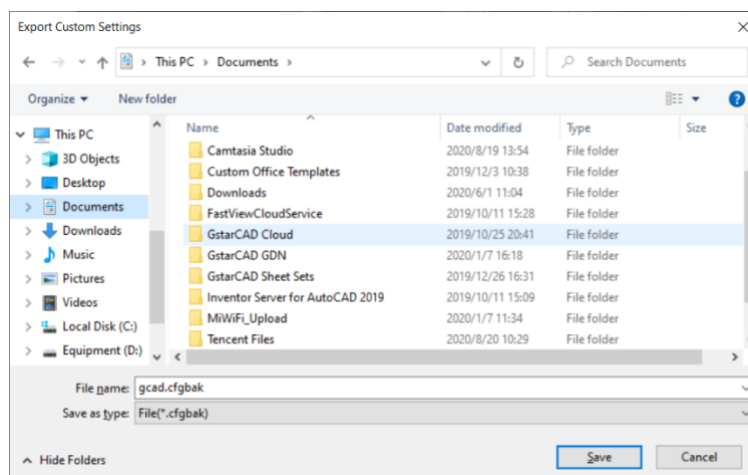 Export Custom Settings
This PC > Documents >
Search Documents
Organize
New folder
Name Date modified Type Size
This PC
3D Objects
Desktop
Documents
Downloads
Music
Pictures
Videos
Local Disk (C:)
Equipment (D:)
Camtasia Studio 2020/8/19 13:54 File folder
Custom Office Templates 2019/12/3 10:38 File folder
Downloads 2020/6/1 11:04 File folder
FastViewCloudService 2019/10/11 15:28 File folder
GstarCAD Cloud 2019/10/25 20:41 File folder
GstarCAD GDN 2020/1/7 16:18 File folder
GstarCAD Sheet Sets 2019/12/26 16:31 File folder
Inventor Server for AutoCAD 2019 2019/10/11 15:09 File folder
MiWiFi_Upload 2020/1/7 11:34 File folder
Tencent Files 2020/8/20 10:29 File folder
File name: gcad.cfgbak
Save as type: File(*.cfgbak)
Hide Folders
Save
Cancel